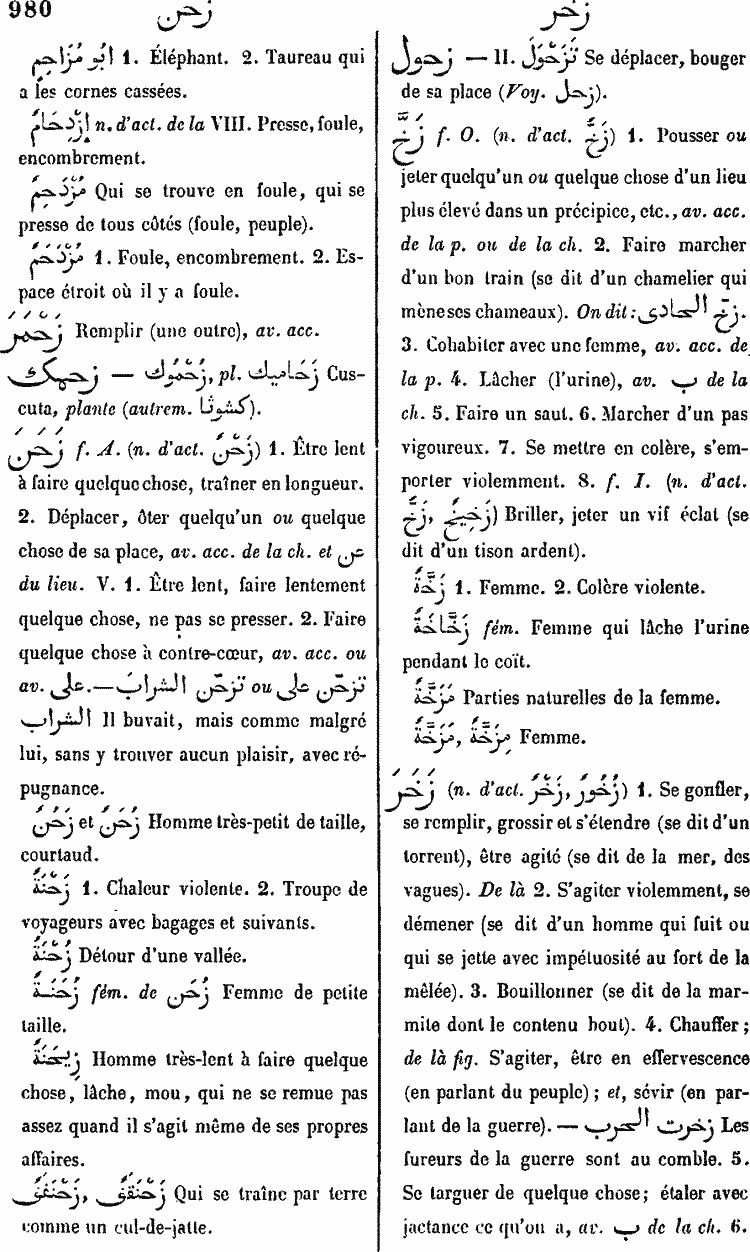 980
زحن
زخر
أَبُو مُزَاحِمٍ 1. Éléphant. 2. Taureau qui
a les cornes cassées.
إِزْدِحَامٌ n. d'act. de la VIII. Presse, foule,
encombrement.
مُزْدَحِمٌ Qui se trouve en foule, qui se
presse de tous côtés (foule, peuple).
مُزْدَحَمٌ 1. Foule, encombrement. 2. Es-
pace étroit où il y a foule.
زَحْمَرَ Remplir (une outre), av. acc.
زحمك — زُحْمُوكٌ, pl. زَحَامِيكُ Cus-
cuta, plante (autrem. كشوثا).
زَحَنَ f. A. (n. d'act. زَحْنٌ) 1. Être lent
à faire quelque chose, traîner en longueur.
2. Déplacer, ôter quelqu'un ou quelque
chose de sa place, av. acc. de la ch. et عن
du lieu. V. 1. Être lent, faire lentement
quelque chose, ne pas se presser. 2. Faire
quelque chose à contre-cœur, av. acc. ou
av. على.— تزحّن الشرابَ ou تزحّن على
الشراب Il buvait, mais comme malgré
lui, sans y trouver aucun plaisir, avec ré-
pugnance.
زُحَنٌ et زَحْنٌ Homme très-petit de taille,
courtaud.
زَحْنَةٌ 1. Chaleur violente. 2. Troupe de
voyageurs avec bagages et suivants.
زُحْنَةٌ Détour d'une vallée.
زُحَنَةٌ fém. de زُحَنٌ Femme de petite
taille.
زِيحَنَّةٌ Homme très-lent à faire quelque
chose, lâche, mou, qui ne se remue pas
assez quand il s'agit même de ses propres
affaires.
زَحَنْقَفٌ, زَحَنْفَقٌ Qui se traîne par terre
comme un cul-de-jatte.
زحول — II. تَزَحْوَلَ Se déplacer, bouger
de sa place (Voy. زحل).
زَخَّ f. O. (n. d'act. زَخٌّ) 1. Pousser ou
jeter quelqu'un ou quelque chose d'un lieu
plus élevé dans un précipice, etc., av. acc.
de la p. ou de la ch. 2. Faire marcher
d'un bon train (se dit d'un chamelier qui
mène ses chameaux). On dit: زخّ الحادى.
3. Cohabiter avec une femme, av. acc. de
la p. 4. Lâcher (l'urine), av. ب de la
ch. 5. Faire un saut. 6. Marcher d'un pas
vigoureux. 7. Se mettre en colère, s'em-
porter violemment. 8. f. I. (n. d'act.
زَخٌّ, زَخِيخٌ) Briller, jeter un vif éclat (se
dit d'un tison ardent).
زَخَّةٌ 1. Femme. 2. Colère violente.
زَخَّاخَةٌ fém. Femme qui lâche l'urine
pendant le coït.
مَزَخَّةٌ Parties naturelles de la femme.
مِزَخَّةٌ, مَزَخَّةٌ Femme.
زَخَرَ (n. d'act. زُخُورٌ, زَخْرٌ) 1. Se gonfler,
se remplir, grossir et s'étendre (se dit d'un
torrent), être agité (se dit de la mer, des
vagues). De là 2. S'agiter violemment, se
démener (se dit d'un homme qui fuit ou
qui se jette avec impétuosité au fort de la
mêlée). 3. Bouillonner (se dit de la mar-
mite dont le contenu bout). 4. Chauffer;
de là fig. S'agiter, être en effervescence
(en parlant du peuple); et, sévir (en par-
lant de la guerre). — زخرت الحرب Les
fureurs de la guerre sont au comble. 5.
Se targuer de quelque chose; étaler avec
jactance ce qu'on a, av. ب de la ch. 6.